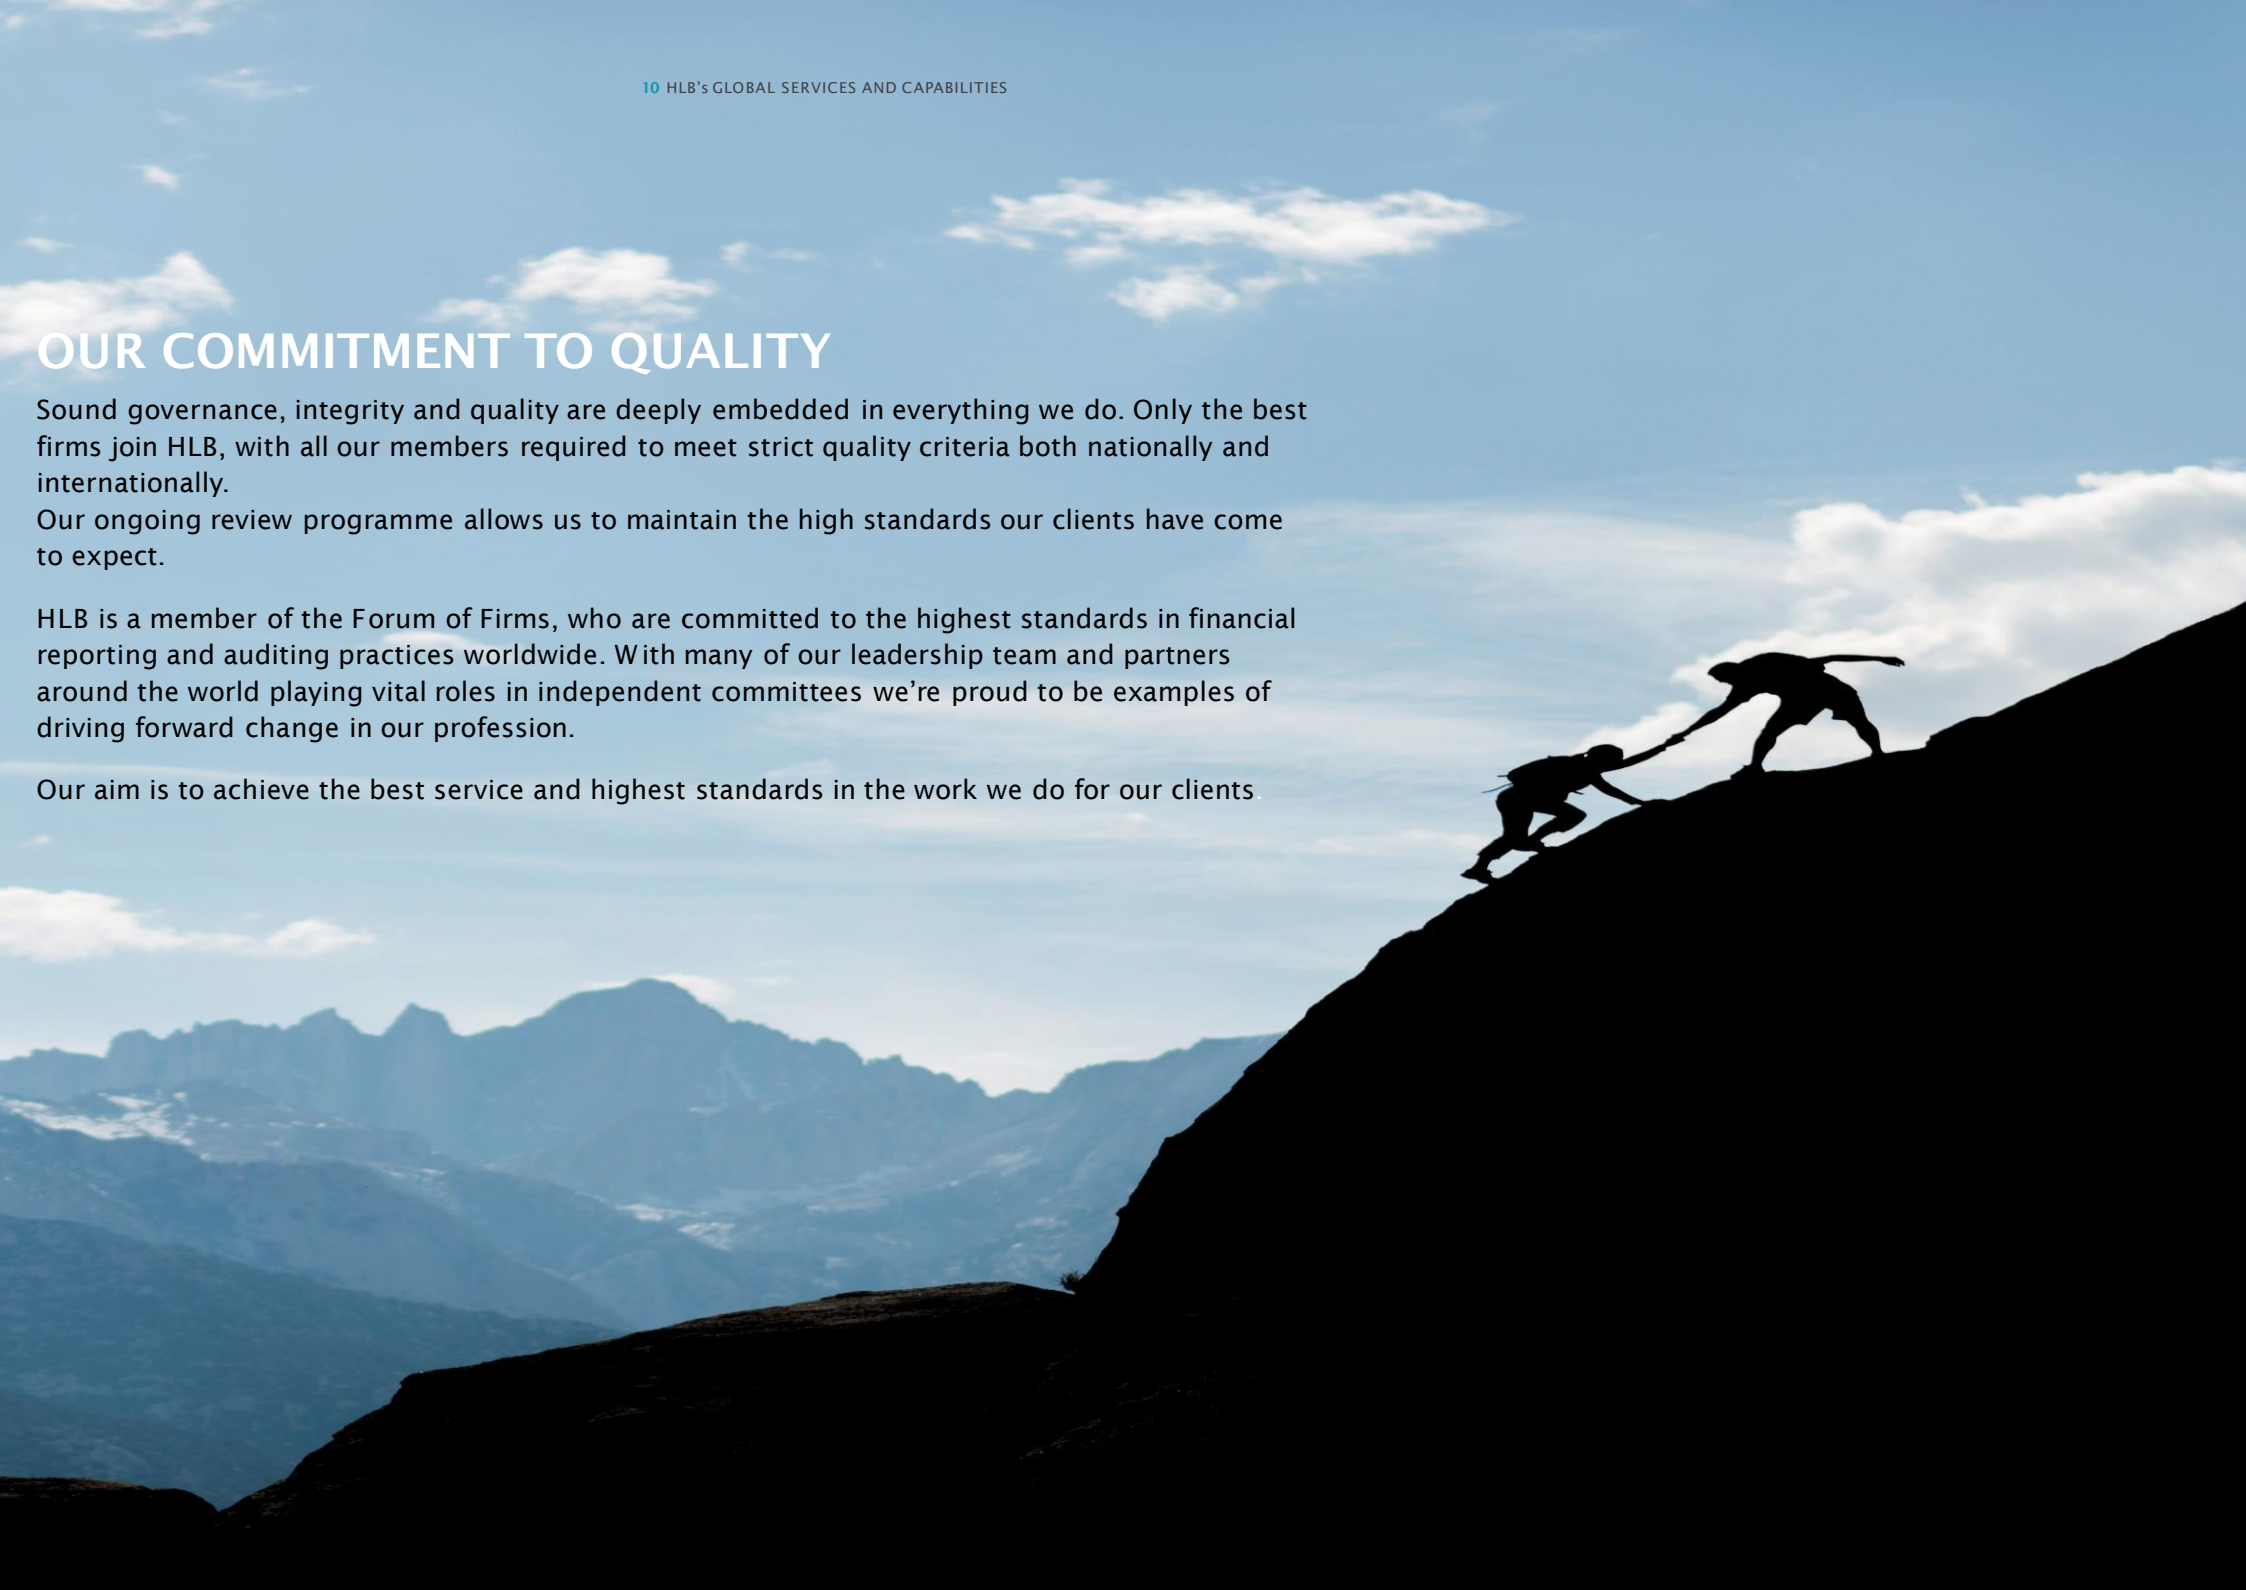 10 HLB's GLOBAL SERVICES AND CAPABILITIES
OUR COMMITMENT TO QUALITY
Sound governance, integrity and quality are deeply embedded in everything we do. Only the best
firms join HLB, with all our members required to meet strict quality criteria both nationally and
internationally.
Our ongoing review programme allows us to maintain the high standards our clients have come
to expect.
HLB is a member of the Forum of Firms, who are committed to the highest standards in financial
reporting and auditing practices worldwide. With many of our leadership team and partners
around the world playing vital roles in independent committees we’re proud to be examples of
driving forward change in our profession.
Our aim is to achieve the best service and highest standards in the work we do for our clients.